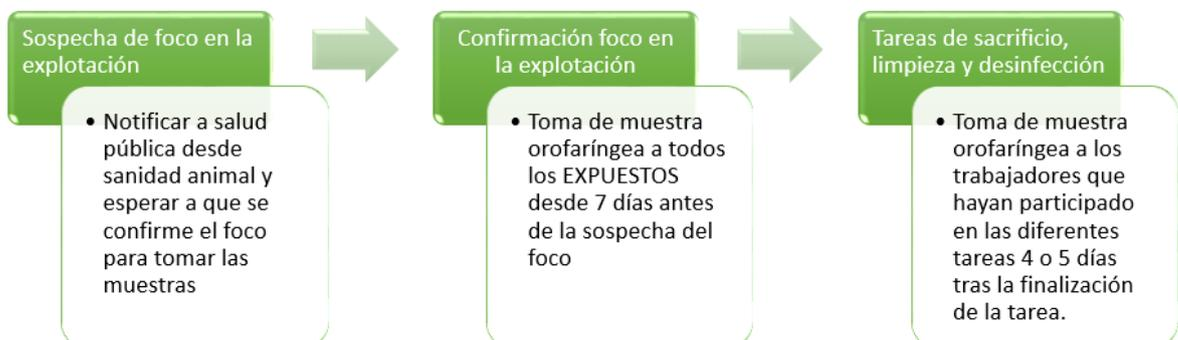 Sospecha de foco en la
explotación
• Notificar a salud
pública desde
sanidad animal y
esperar a que se
confirme el foco
para tomar las
muestras
Confirmación foco en
la explotación
• Toma de muestra
orofaríngea a todos
los EXPUESTOS
desde 7 días antes
de la sospecha del
foco
Tareas de sacrificio,
limpieza y desinfección
• Toma de muestra
orofaríngea a los
trabajadores que
hayan participado
en las diferentes
tareas 4 o 5 días
tras la finalización
de la tarea.